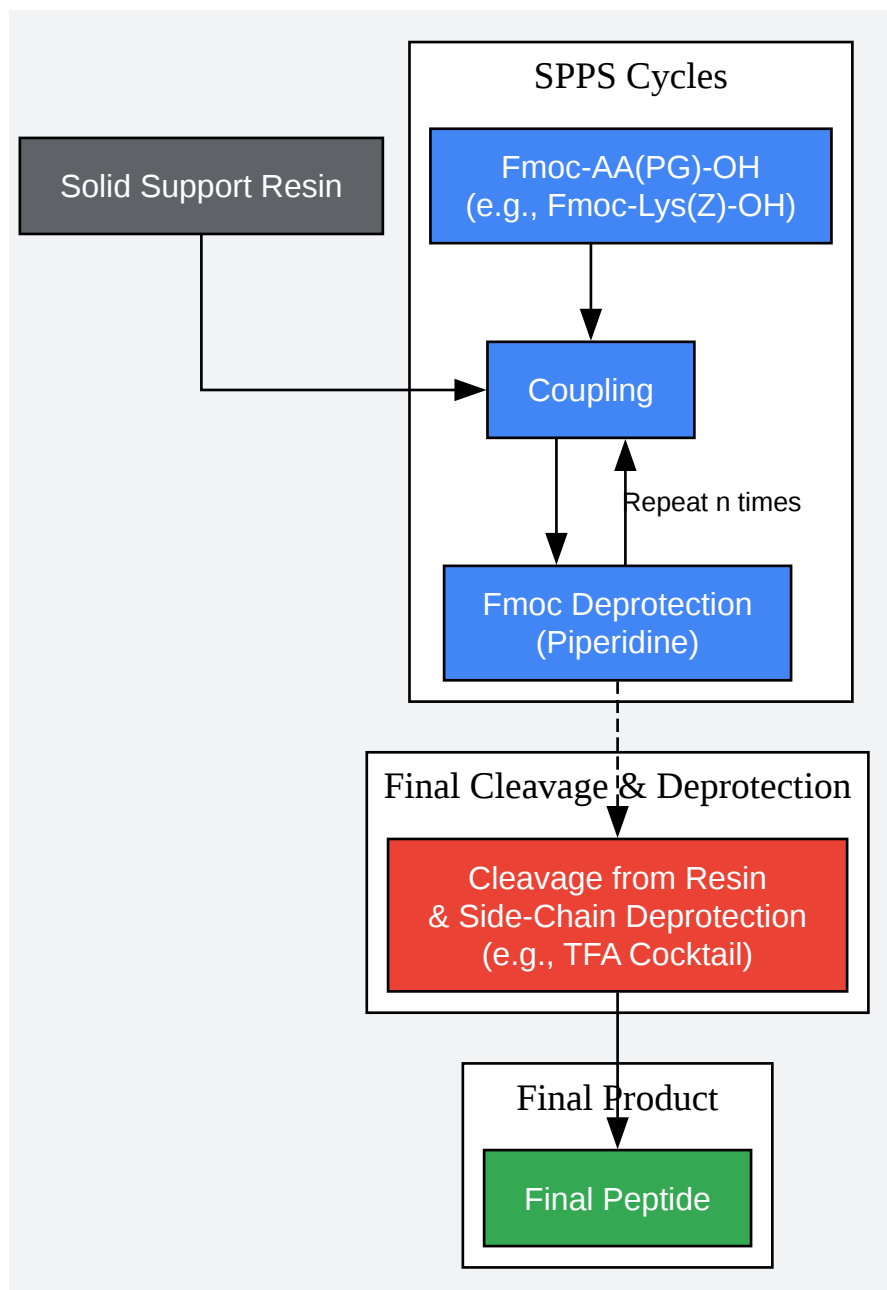 SPPS Cycles
Solid Support Resin
Fmoc-AA(PG)-OH
(e.g., Fmoc-Lys(Z)-OH)
Coupling
Repeat n times
Fmoc Deprotection
(Piperidine)
Final Cleavage & Deprotection
Cleavage from Resin
& Side-Chain Deprotection
(e.g., TFA Cocktail)
Final Product
Final Peptide